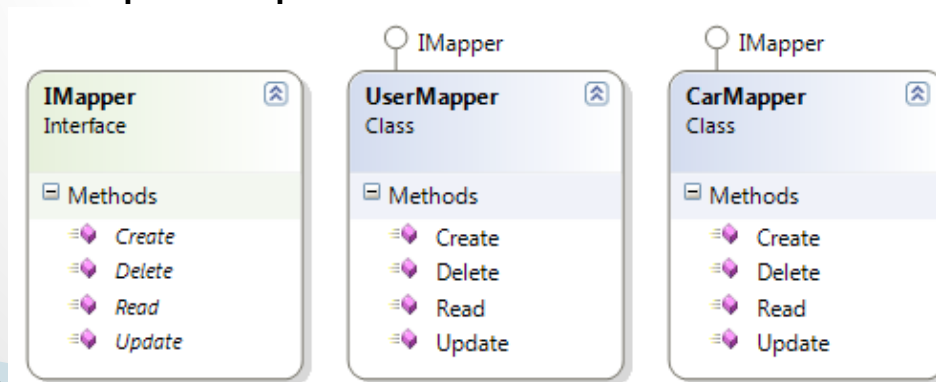 IMapper
Interface
Methods
Create
Delete
Read
Update
IMapper
UserMapper
Class
Methods
Create
Delete
Read
Update
IMapper
CarMapper
Class
Methods
Create
Delete
Read
Update